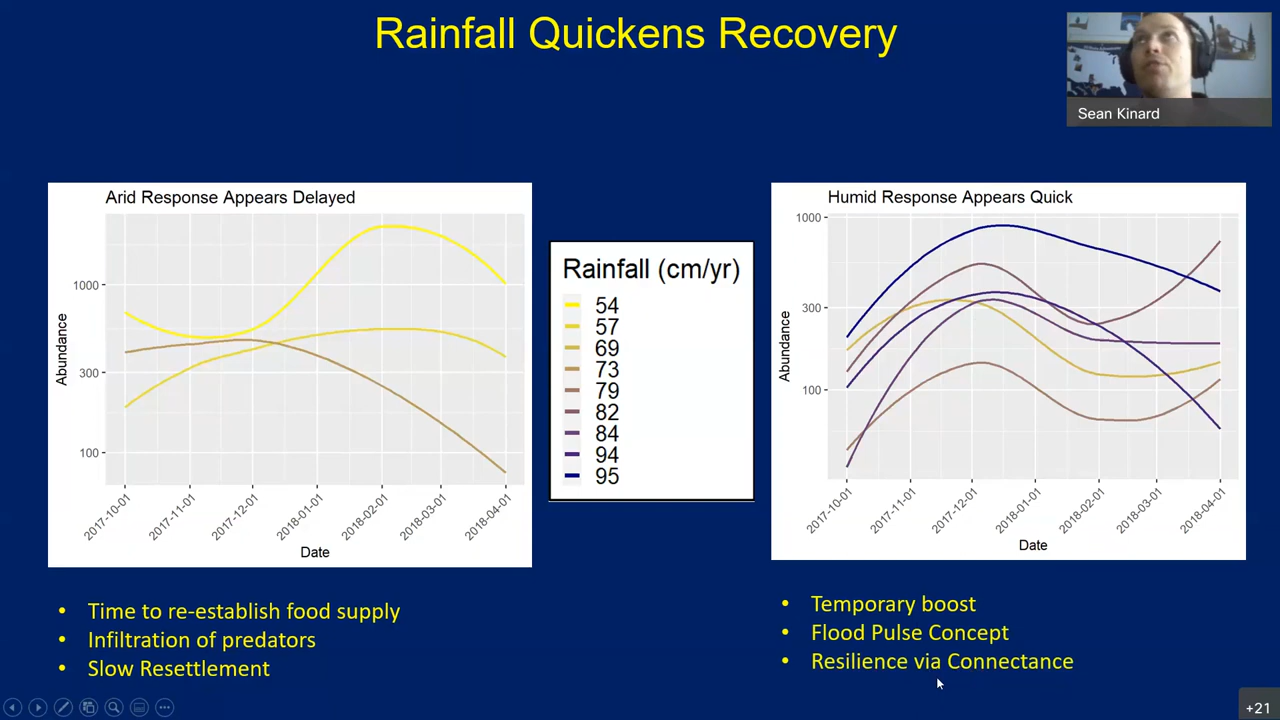 Rainfall Quickens Recovery
Sean Kinard
Arid Response Appears Delayed
1000
300
100
Abundance
2017-10-01
2017-11-01
2017-12-01
2018-01-01
2018-02-01
2018-03-01
2018-04-01
Date
Rainfall (cm/yr)
54
57
69
73
79
82
84
94
95
Humid Response Appears Quick
1000
300
100
Abundance
2017-10-01
2017-11-01
2017-12-01
2018-01-01
2018-02-01
2018-03-01
2018-04-01
Date
• Time to re-establish food supply
• Infiltration of predators
• Slow Resettlement
• Temporary boost
• Flood Pulse Concept
• Resilience via Connectance
+21